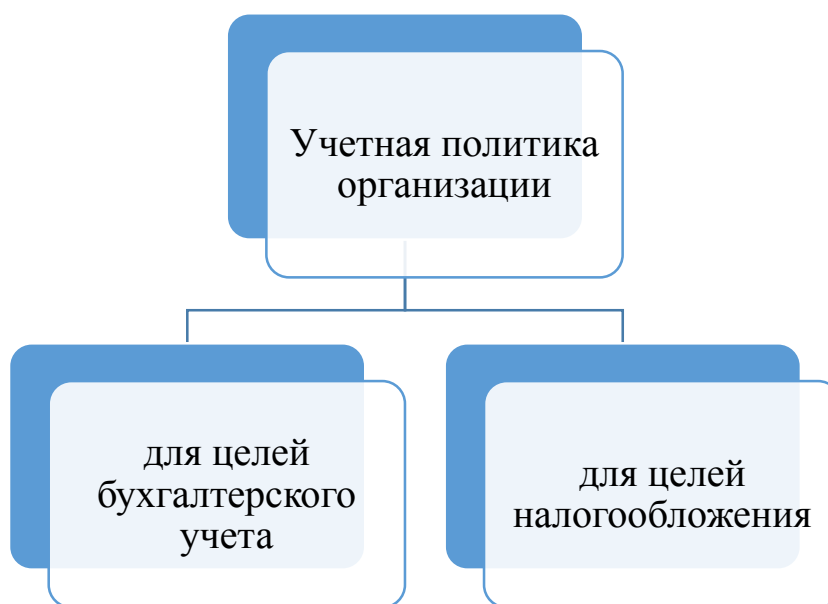 Учетная политика
организации
для целей
бухгалтерского
учета
для целей
налогообложения